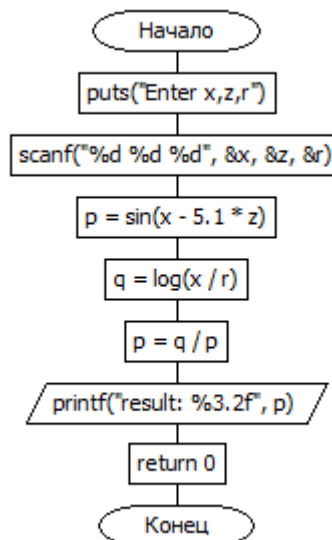 Начало
puts("Enter x,z,r")
scanf("%d %d %d", &x, &z, &r)
p = sin(x - 5.1 * z)
q = log(x / r)
p = q / p
printf("result: %3.2f", p)
return 0
Конец